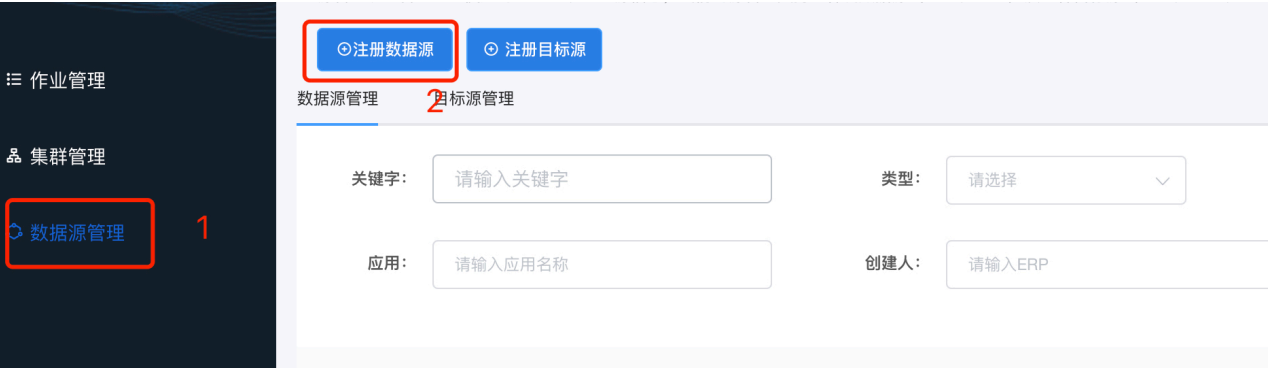 作业管理
集群管理
数据源管理
1
注册数据源
注册目标源
2
数据源管理
目标源管理
关键字：
请输入关键字
类型：
请选择
应用：
请输入应用名称
创建人：
请输入ERP